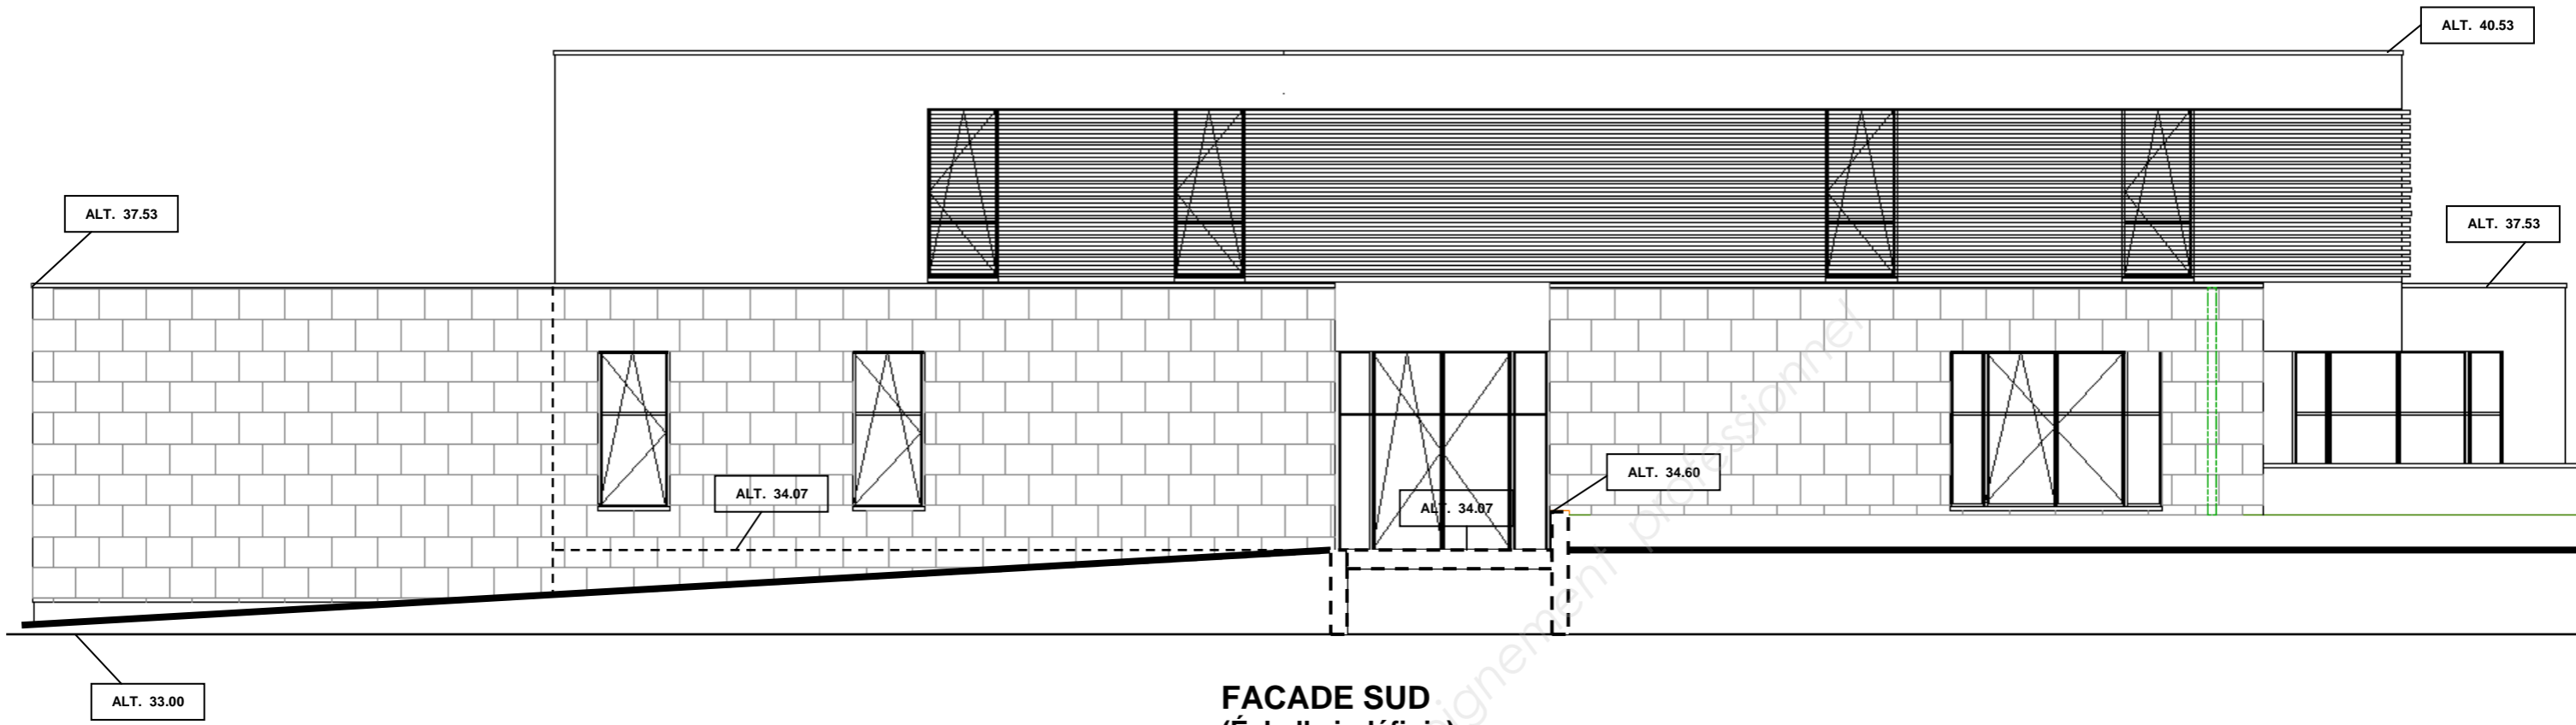 ALT. 40.53
ALT. 37.53
ALT. 37.53
ALT. 34.60
ALT. 34.07
ALT. 34.07
professionnel
ALT. 33.00
FACADE SUD